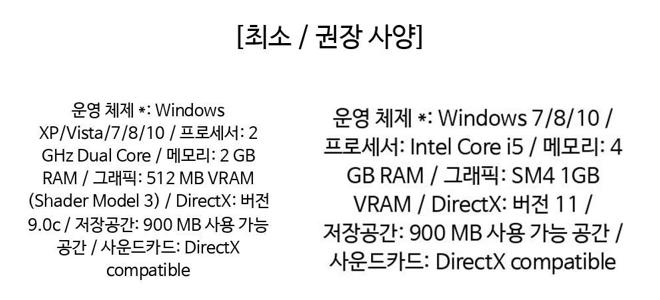 [최소 / 권장 사양]
운영 체제 *: Windows
XP/Vista/7/8/10 / 프로세서: 2
GHz Dual Core / 메모리: 2 GB
RAM / 그래픽: 512 MB VRAM
(Shader Model 3) / DirectX: 버전
9.0c / 저장공간: 900 MB 사용 가능
공간 / 사운드카드: DirectX
compatible
운영 체제 *: Windows 7/8/10 /
프로세서: Intel Core i5 / 메모리: 4
GB RAM / 그래픽: SM4 1GB
VRAM / DirectX: 버전 11 /
저장공간: 900 MB 사용 가능 공간 /
사운드카드: DirectX compatible